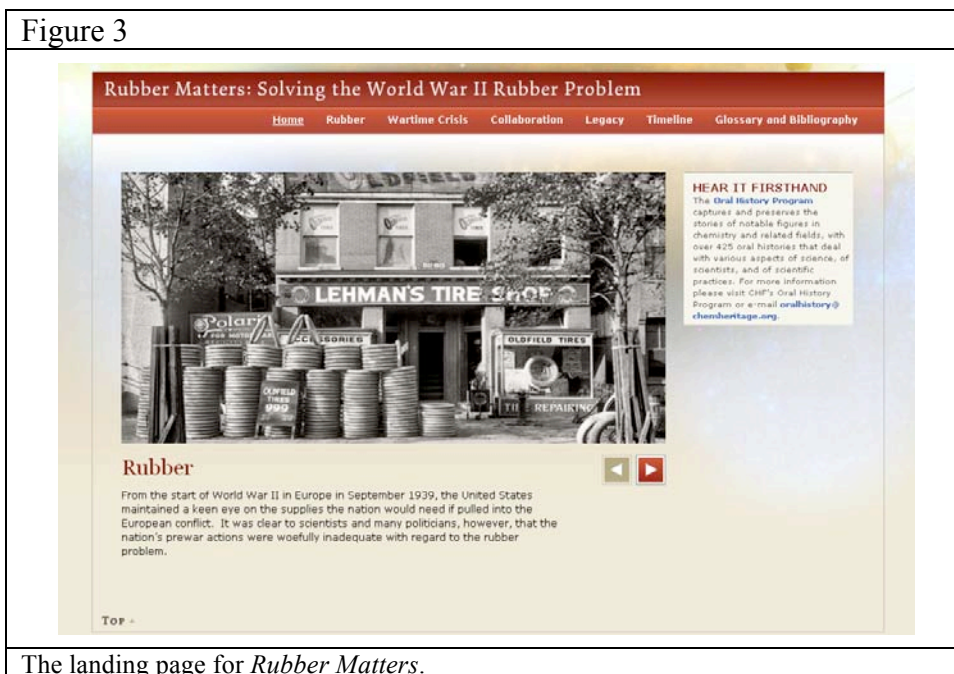 Figure 3
Rubber Matters: Solving the World War II Rubber Problem
Home Rubber Wartime Crisis Collaboration Legacy Timeline Glossary and Bibliography
OLDFIELD
LEHMAN'S TIRE SHOP
Polari
FOR MOTOR
ACCESSORIES
OLDFIELD TIRES
OLDFIELD
TIRES
999
TIRE REPAIRING
HEAR IT FIRSTHAND
The Oral History Program
captures and preserves the
stories of notable figures in
chemistry and related fields, with
over 425 oral histories that deal
with various aspects of science, of
scientists, and of scientific
practices. For more information
please visit CHF's Oral History
Program or e-mail oralhistory@
chemheritage.org.
Rubber
From the start of World War II in Europe in September 1939, the United States
maintained a keen eye on the supplies the nation would need if pulled into the
European conflict. It was clear to scientists and many politicians, however, that the
nation's prewar actions were woefully inadequate with regard to the rubber
problem.
TOP
The landing page for Rubber Matters.